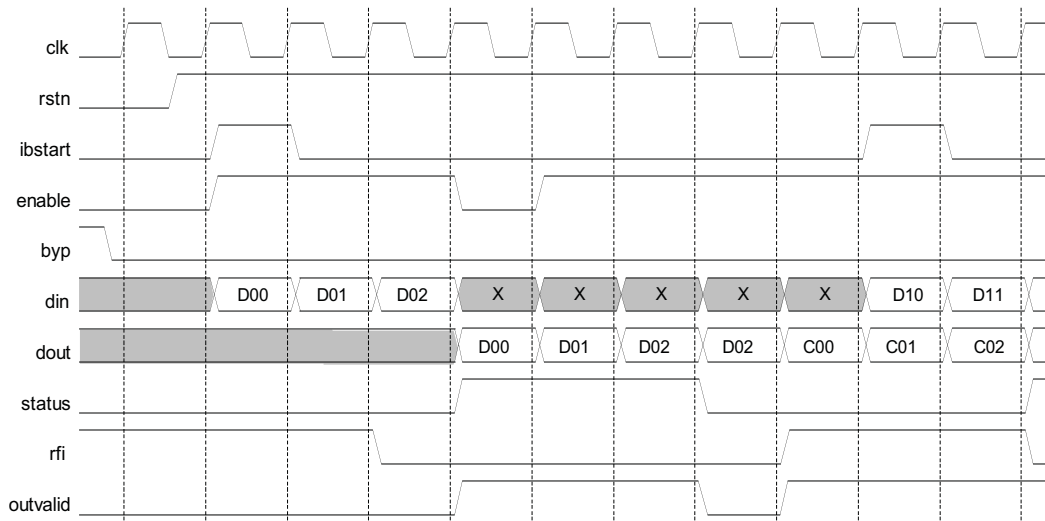 clk
rstn
ibstart
enable
byp
din D00 D01 D02 X X X X X D10 D11
dout D00 D01 D02 D02 C00 C01 C02
status
rfi
outvalid